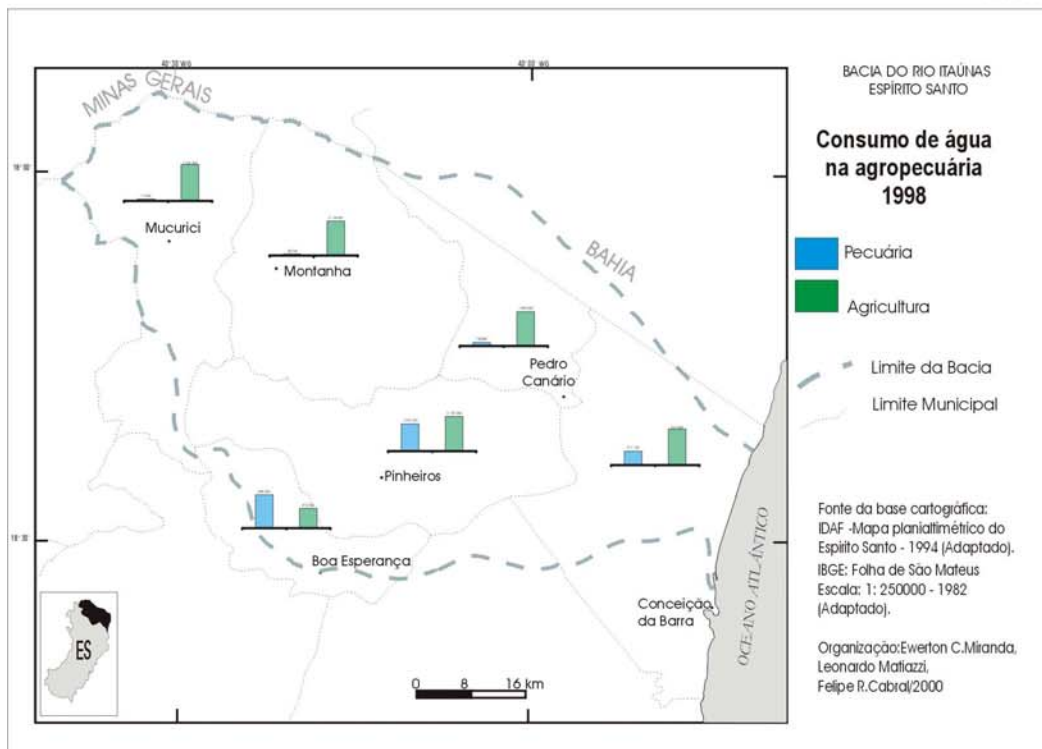 BACIA DO RIO ITAÚNAS
ESPÍRITO SANTO
Consumo de água
na agropecuária
1998
Pecuária
Agricultura
Limite da Bacia
Limite Municipal
MINAS GERAIS
BAHIA
Mucurici
Montanha
Pedro
Canário
Pinheiros
Boa Esperança
Conceição
da Barra
OCEANO ATLÂNTICO
ES
0 8 16 km
Fonte da base cartográfica:
IDAF -Mapa planialtimétrico do
Espírito Santo - 1994 (Adaptado).
IBGE: Folha de São Mateus
Escala: 1: 250000 - 1982
(Adaptado).
Organização:Ewerton C.Miranda,
Leonardo Matiazzi,
Felipe R.Cabral/2000